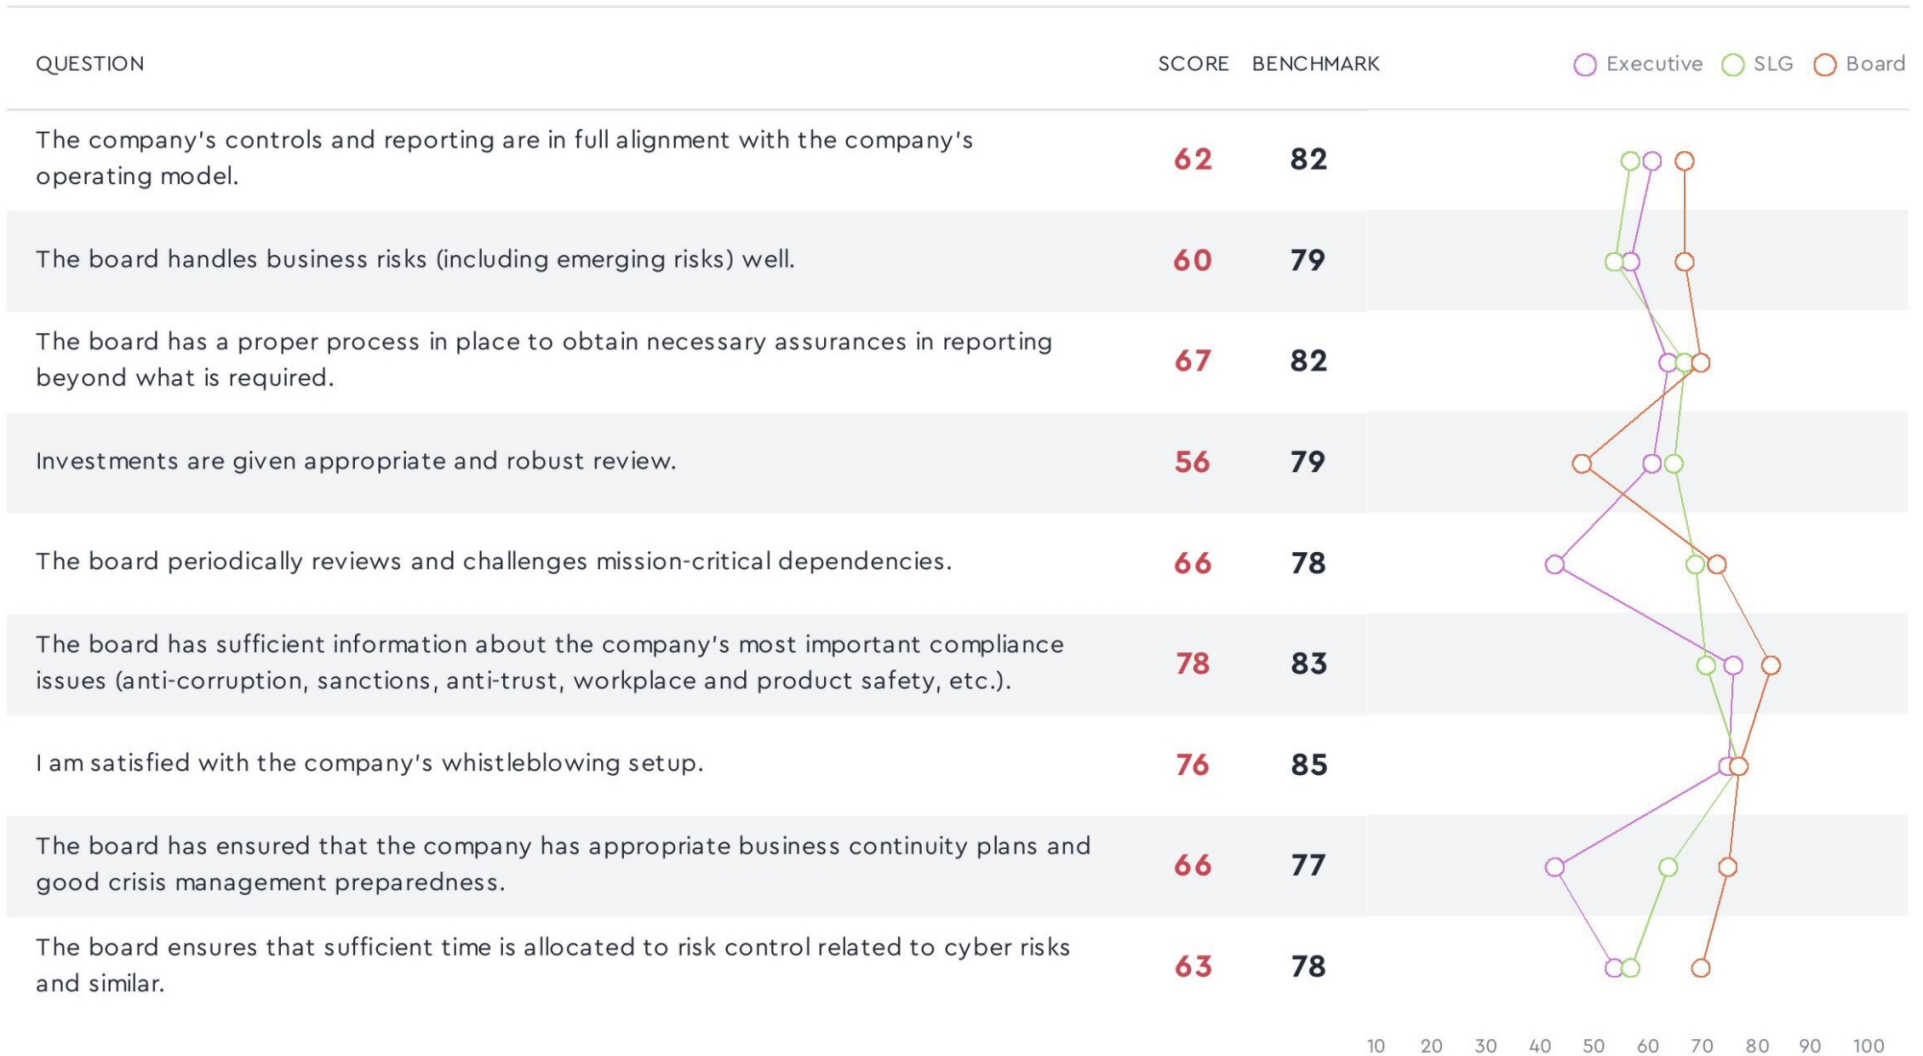 QUESTION SCORE BENCHMARK Executive SLG Board
The company's controls and reporting are in full alignment with the company's
operating model.
62 82
The board handles business risks (including emerging risks) well. 60 79
The board has a proper process in place to obtain necessary assurances in reporting
beyond what is required.
67 82
Investments are given appropriate and robust review. 56 79
The board periodically reviews and challenges mission-critical dependencies. 66 78
The board has sufficient information about the company's most important compliance
issues (anti-corruption, sanctions, anti-trust, workplace and product safety, etc.).
78 83
I am satisfied with the company's whistleblowing setup. 76 85
The board has ensured that the company has appropriate business continuity plans and
good crisis management preparedness.
66 77
The board ensures that sufficient time is allocated to risk control related to cyber risks
and similar.
63 78
10 20 30 40 50 60 70 80 90 100